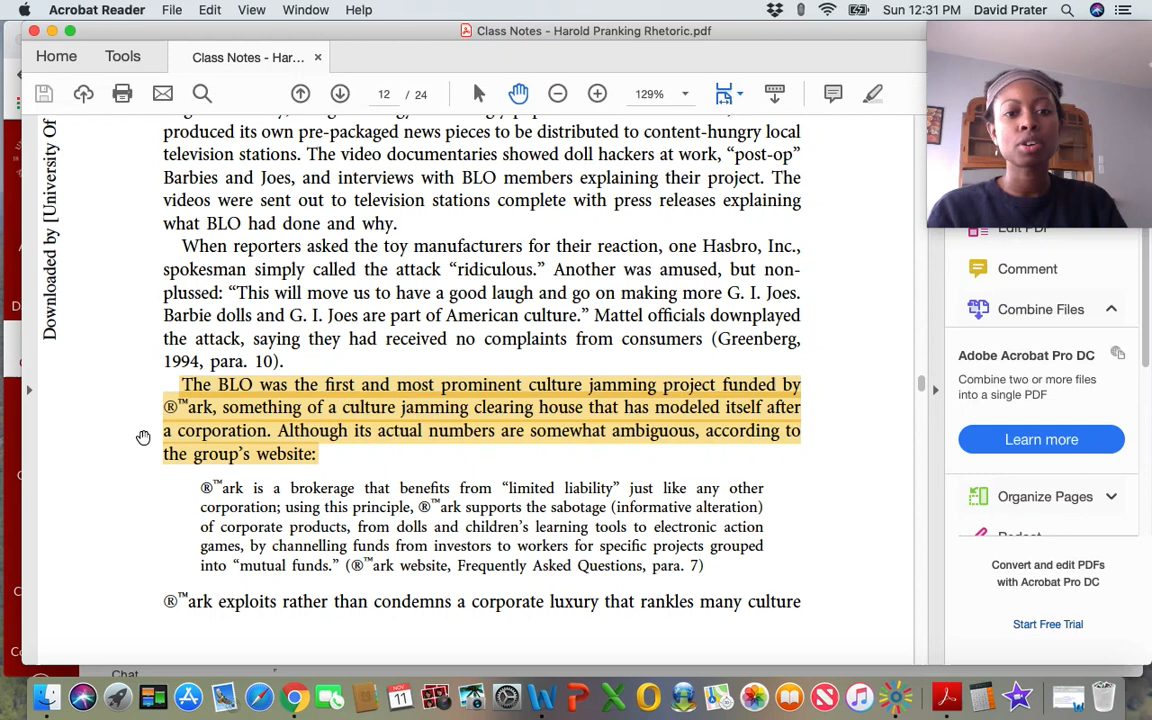 Acrobat Reader File Edit View Window Help Sun 12:31 PM David Prater
Class Notes - Harold Pranking Rhetoric.pdf
Home Tools Class Notes - Har... ×
12 / 24 129%
produced its own pre-packaged news pieces to be distributed to content-hungry local
television stations. The video documentaries showed doll hackers at work, “post-op”
Barbies and Joes, and interviews with BLO members explaining their project. The
videos were sent out to television stations complete with press releases explaining
what BLO had done and why.
When reporters asked the toy manufacturers for their reaction, one Hasbro, Inc.,
spokesman simply called the attack “ridiculous.” Another was amused, but non-
plussed: “This will move us to have a good laugh and go on making more G. I. Joes.
Barbie dolls and G. I. Joes are part of American culture.” Mattel officials downplayed
the attack, saying they had received no complaints from consumers (Greenberg,
1994, para. 10).
The BLO was the first and most prominent culture jamming project funded by
®™ark, something of a culture jamming clearing house that has modeled itself after
a corporation. Although its actual numbers are somewhat ambiguous, according to
the group’s website:
®™ark is a brokerage that benefits from “limited liability” just like any other
corporation; using this principle, ®™ark supports the sabotage (informative alteration)
of corporate products, from dolls and children’s learning tools to electronic action
games, by channelling funds from investors to workers for specific projects grouped
into “mutual funds.” (®™ark website, Frequently Asked Questions, para. 7)
®™ark exploits rather than condemns a corporate luxury that rankles many culture
Downloaded by [University Of
Edit PDF
Comment
Combine Files
Adobe Acrobat Pro DC
Combine two or more files
into a single PDF
Learn more
Organize Pages
Redact
Convert and edit PDFs
with Acrobat Pro DC
Start Free Trial
Chat
NOV
11